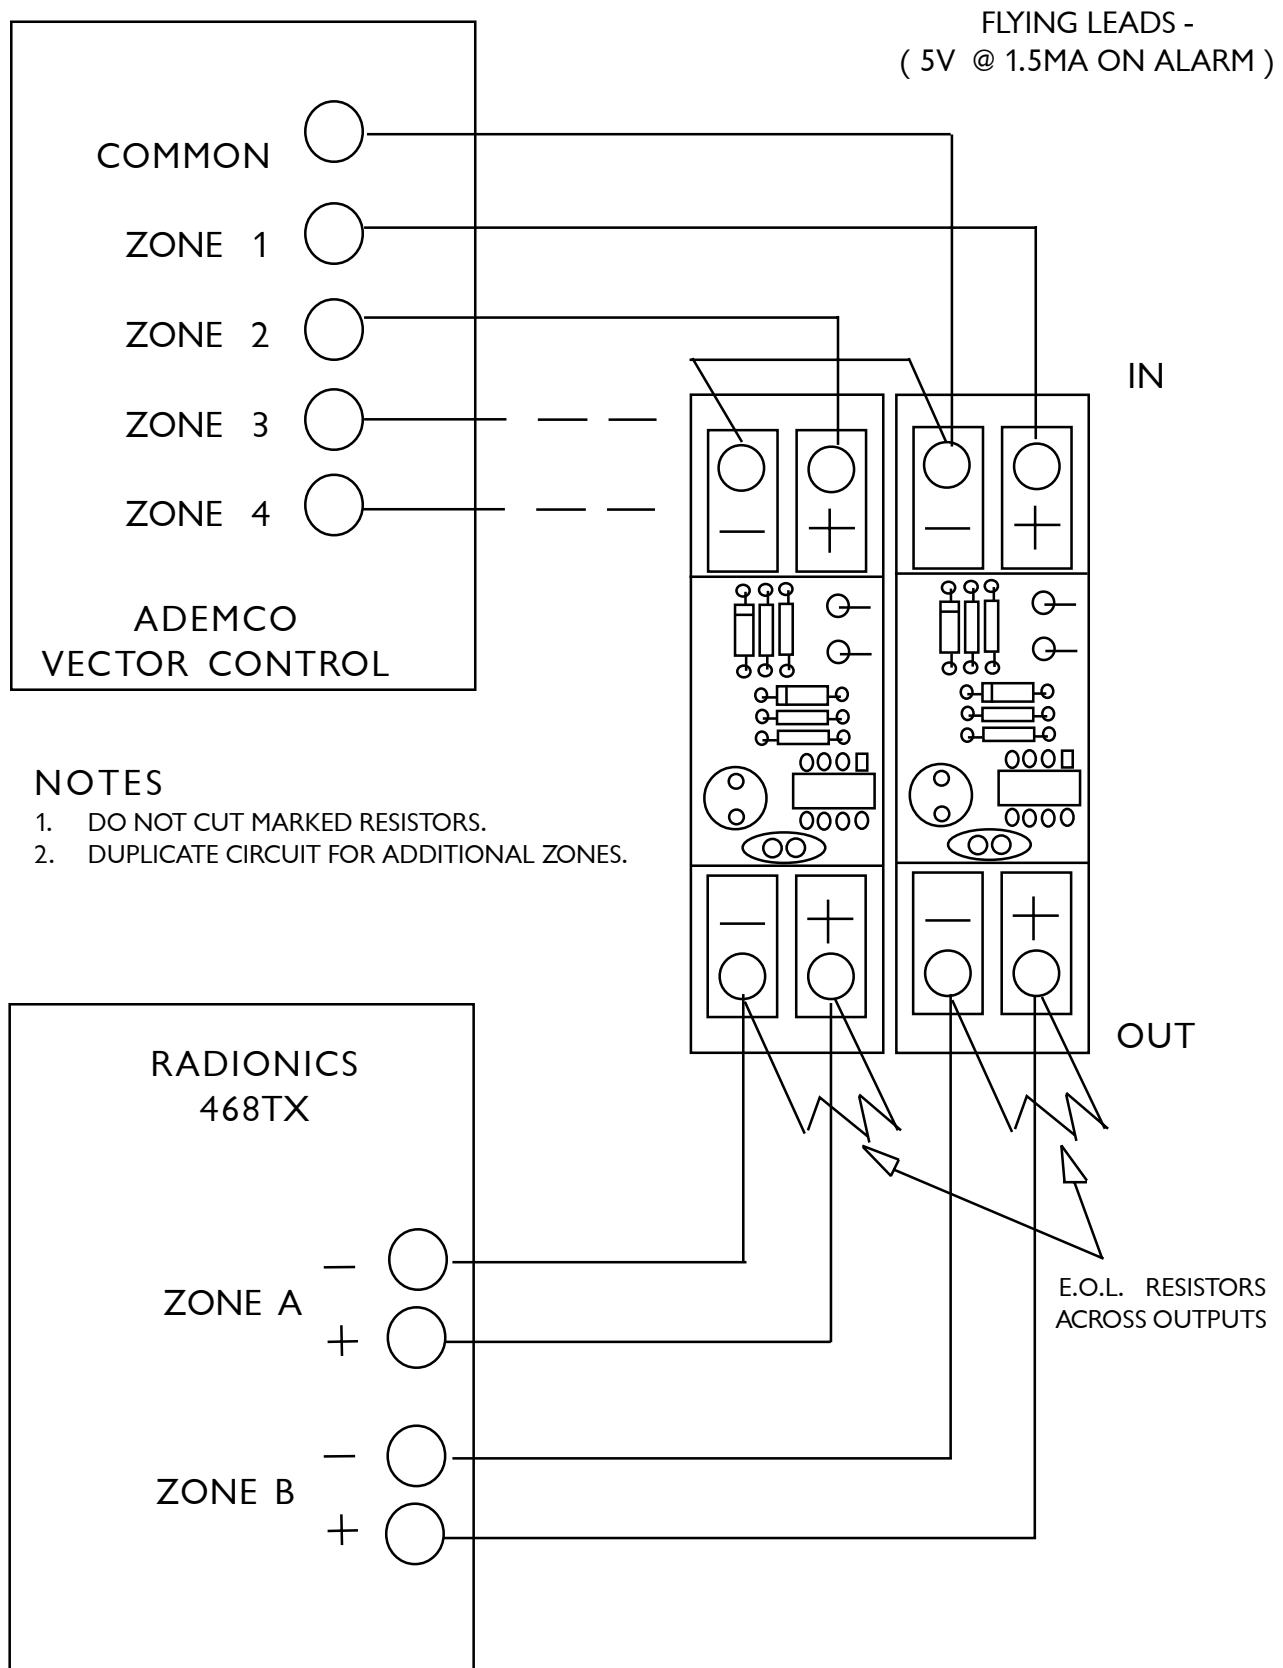 FLYING LEADS -
( 5V @ 1.5MA ON ALARM )
COMMON
ZONE 1
ZONE 2
ZONE 3
ZONE 4
ADEMCO
VECTOR CONTROL
IN
— + — +
NOTES
1. DO NOT CUT MARKED RESISTORS.
2. DUPLICATE CIRCUIT FOR ADDITIONAL ZONES.
— + — +
OUT
RADIONICS
468TX
—
ZONE A
+
E.O.L. RESISTORS
ACROSS OUTPUTS
—
ZONE B
+